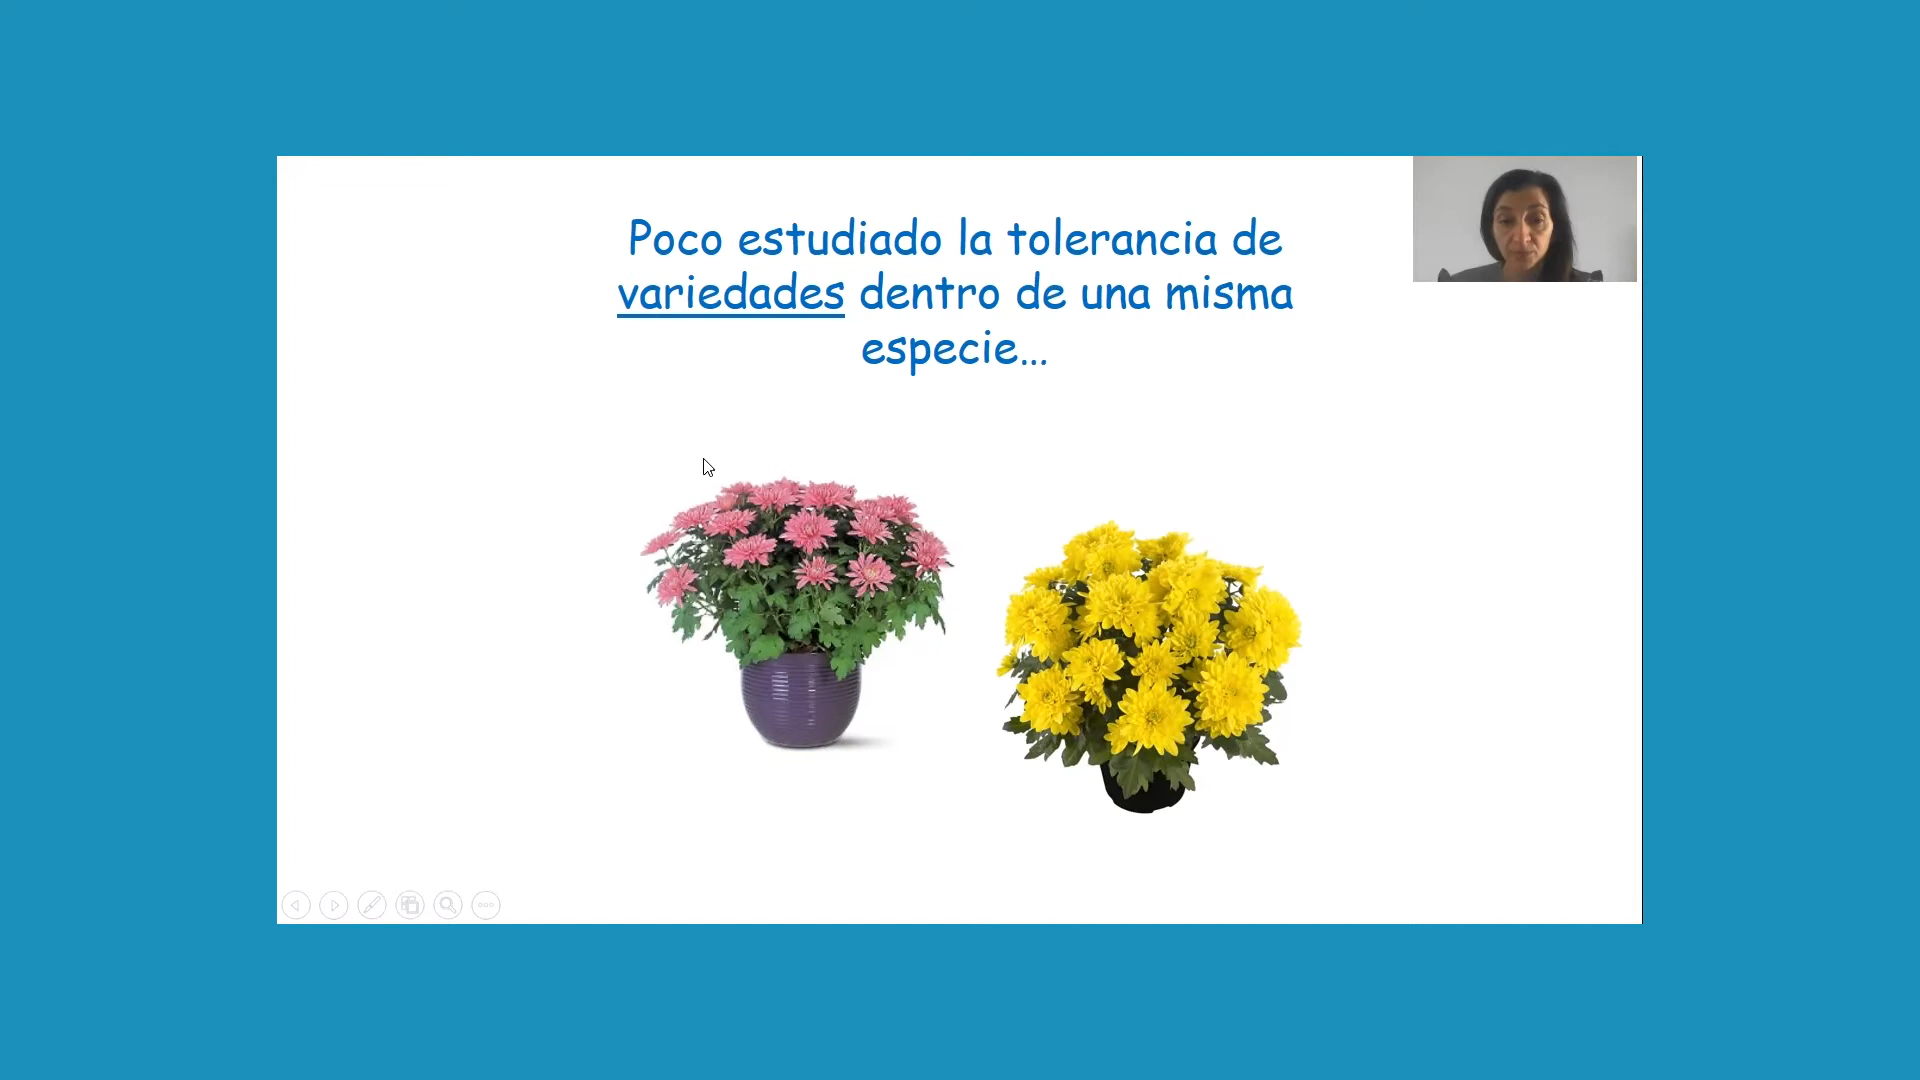 Poco estudiado la tolerancia de
variedades dentro de una misma
especie...